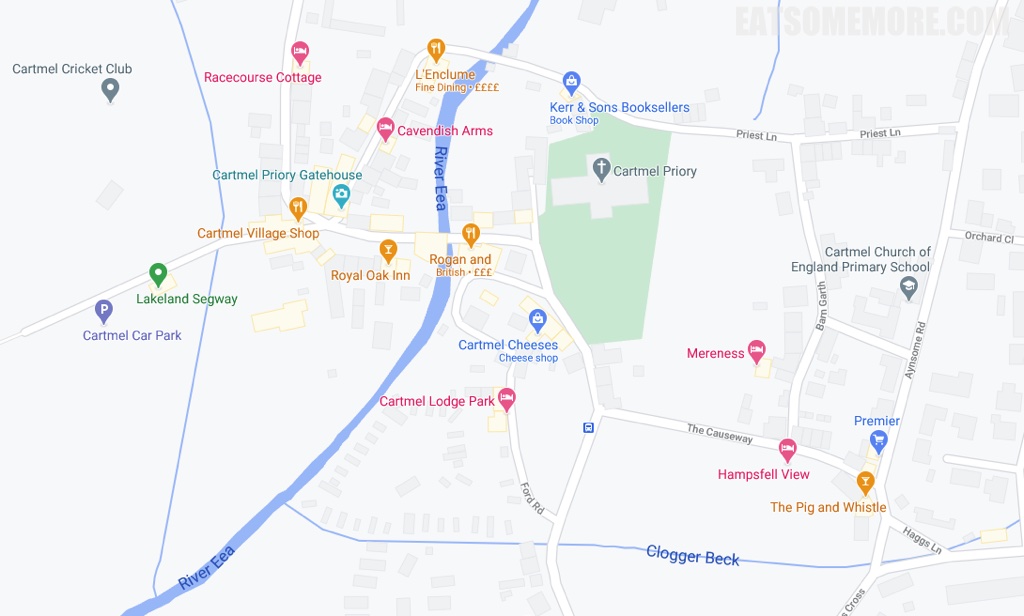 EATSOMEMORE.COM
Cartmel Cricket Club
Racecourse Cottage
L'Enclume
Fine Dining • ££££
Kerr & Sons Booksellers
Book Shop
Cavendish Arms
River Eea
Priest Ln
Priest Ln
Cartmel Priory Gatehouse
Cartmel Priory
Cartmel Village Shop
Royal Oak Inn
Rogan and
British • £££
Orchard Cl
Cartmel Church of
England Primary School
Lakeland Segway
P
Cartmel Car Park
Barn Garth
Aynsome Rd
Cartmel Cheeses
Cheese shop
Mereness
Cartmel Lodge Park
The Causeway
Premier
Hampsfell View
The Pig and Whistle
Ford Rd
Haggs Ln
Clogger Beck
River Eea
s Cross